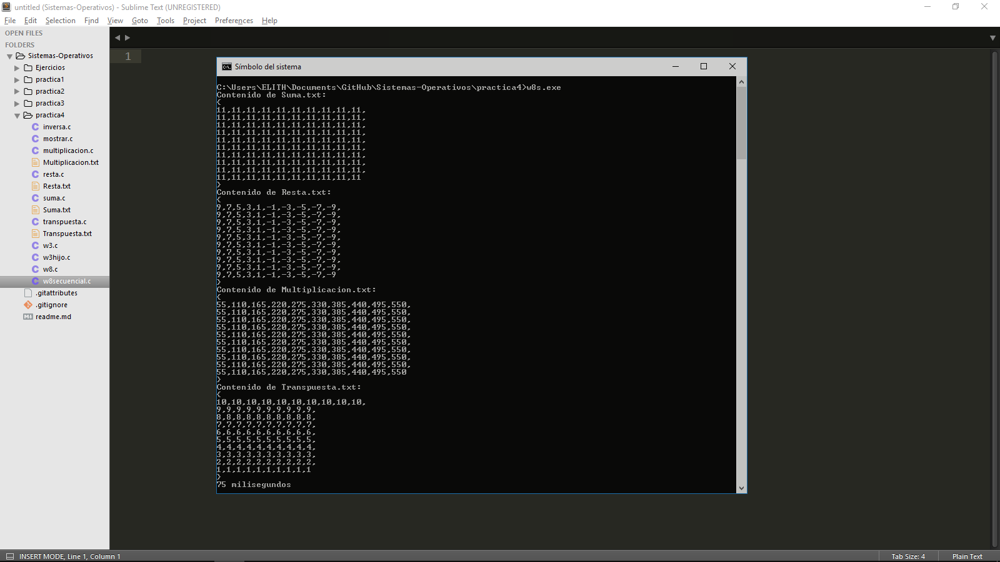 untitled (Sistemas-Operativos) - Sublime Text (UNREGISTERED)
File Edit Selection Find View Goto Tools Project Preferences Help
OPEN FILES
FOLDERS
Sistemas-Operativos
Ejercicios
practica1
practica2
practica3
practica4
inversa.c
mostrar.c
multiplicacion.c
Multiplicacion.txt
resta.c
Resta.txt
suma.c
Suma.txt
transpuesta.c
Transpuesta.txt
w3.c
w3hijo.c
w8.c
w8secuencial.c
.gitattributes
.gitignore
readme.md
1
Símbolo del sistema
C:\Users\ELITH\Documents\GitHub\Sistemas-Operativos\practica4>w8s.exe
Contenido de Suma.txt:
{
11,11,11,11,11,11,11,11,11,11,
11,11,11,11,11,11,11,11,11,11,
11,11,11,11,11,11,11,11,11,11,
11,11,11,11,11,11,11,11,11,11,
11,11,11,11,11,11,11,11,11,11,
11,11,11,11,11,11,11,11,11,11,
11,11,11,11,11,11,11,11,11,11,
11,11,11,11,11,11,11,11,11,11,
11,11,11,11,11,11,11,11,11,11,
11,11,11,11,11,11,11,11,11,11
}
Contenido de Resta.txt:
{
9,7,5,3,1,-1,-3,-5,-7,-9,
9,7,5,3,1,-1,-3,-5,-7,-9,
9,7,5,3,1,-1,-3,-5,-7,-9,
9,7,5,3,1,-1,-3,-5,-7,-9,
9,7,5,3,1,-1,-3,-5,-7,-9,
9,7,5,3,1,-1,-3,-5,-7,-9,
9,7,5,3,1,-1,-3,-5,-7,-9,
9,7,5,3,1,-1,-3,-5,-7,-9,
9,7,5,3,1,-1,-3,-5,-7,-9,
9,7,5,3,1,-1,-3,-5,-7,-9
}
Contenido de Multiplicacion.txt:
{
55,110,165,220,275,330,385,440,495,550,
55,110,165,220,275,330,385,440,495,550,
55,110,165,220,275,330,385,440,495,550,
55,110,165,220,275,330,385,440,495,550,
55,110,165,220,275,330,385,440,495,550,
55,110,165,220,275,330,385,440,495,550,
55,110,165,220,275,330,385,440,495,550,
55,110,165,220,275,330,385,440,495,550,
55,110,165,220,275,330,385,440,495,550,
55,110,165,220,275,330,385,440,495,550
}
Contenido de Transpuesta.txt:
{
10,10,10,10,10,10,10,10,10,10,
9,9,9,9,9,9,9,9,9,9,
8,8,8,8,8,8,8,8,8,8,
7,7,7,7,7,7,7,7,7,7,
6,6,6,6,6,6,6,6,6,6,
5,5,5,5,5,5,5,5,5,5,
4,4,4,4,4,4,4,4,4,4,
3,3,3,3,3,3,3,3,3,3,
2,2,2,2,2,2,2,2,2,2,
1,1,1,1,1,1,1,1,1,1
}
75 milisegundos
INSERT MODE, Line 1, Column 1
Tab Size: 4
Plain Text